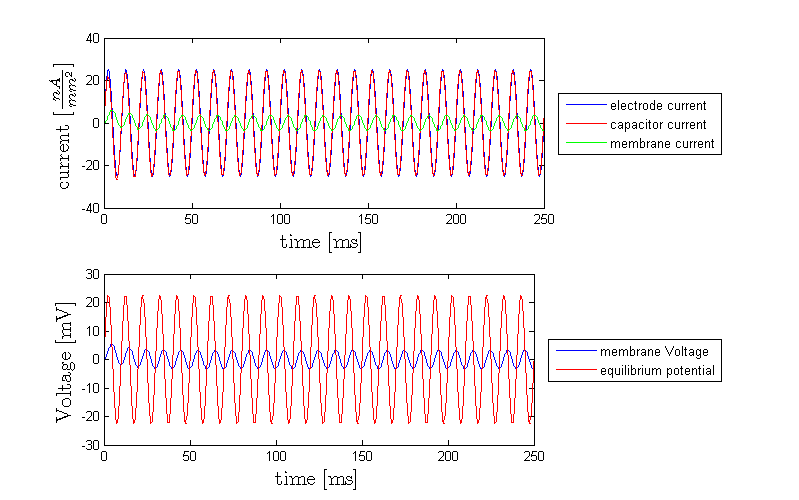 40
20
0
-20
-40
current [nA/mm²]
0 50 100 150 200 250
time [ms]
electrode current
capacitor current
membrane current
30
20
10
0
-10
-20
-30
Voltage [mV]
0 50 100 150 200 250
time [ms]
membrane Voltage
equilibrium potential